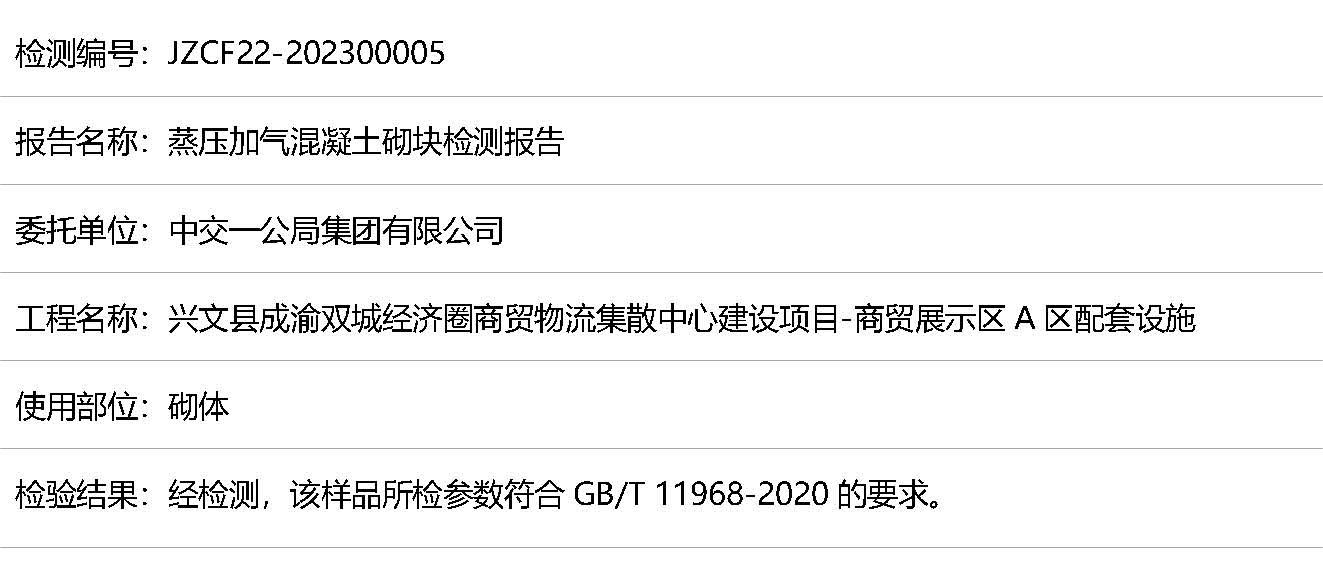 检测编号：JZCF22-202300005
报告名称：蒸压加气混凝土砌块检测报告
委托单位：中交一公局集团有限公司
工程名称：兴文县成渝双城经济圈商贸物流集散中心建设项目-商贸展示区 A 区配套设施
使用部位：砌体
检验结果：经检测，该样品所检参数符合 GB/T 11968-2020 的要求。